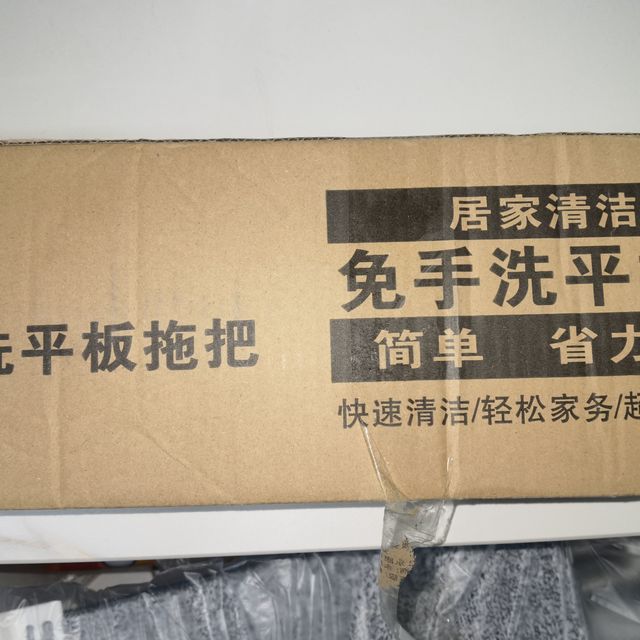 平板拖把
居家清洁
免手洗平
简单 省力
快速清洁/轻松家务/起